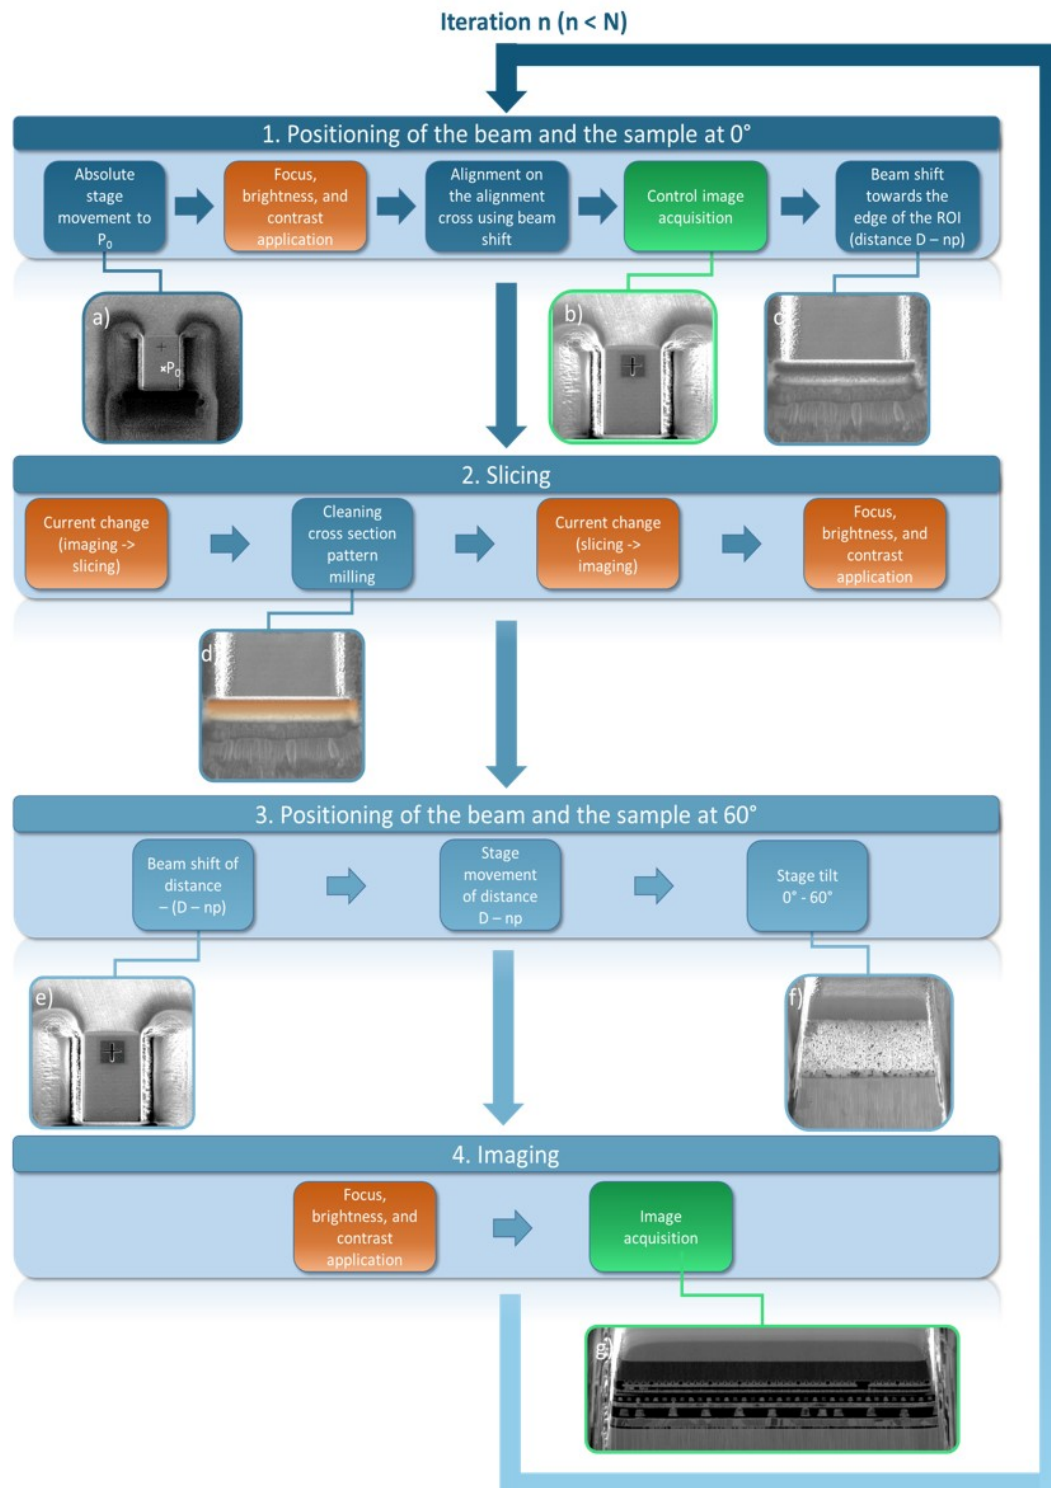 Iteration n (n < N)
1. Positioning of the beam and the sample at 0°
Absolute
stage
movement to
P0
Focus,
brightness, and
contrast
application
Alignment on
the alignment
cross using beam
shift
Control image
acquisition
Beam shift
towards the
edge of the ROI
(distance D – np)
a)
×P0
b)
c)
2. Slicing
Current change
(imaging ->
slicing)
Cleaning
cross section
pattern
milling
Current change
(slicing ->
imaging)
Focus,
brightness, and
contrast
application
d)
3. Positioning of the beam and the sample at 60°
Beam shift of
distance
– (D – np)
Stage
movement
of distance
D – np
Stage tilt
0° - 60°
e)
f)
4. Imaging
Focus,
brightness, and
contrast
application
Image
acquisition
g)